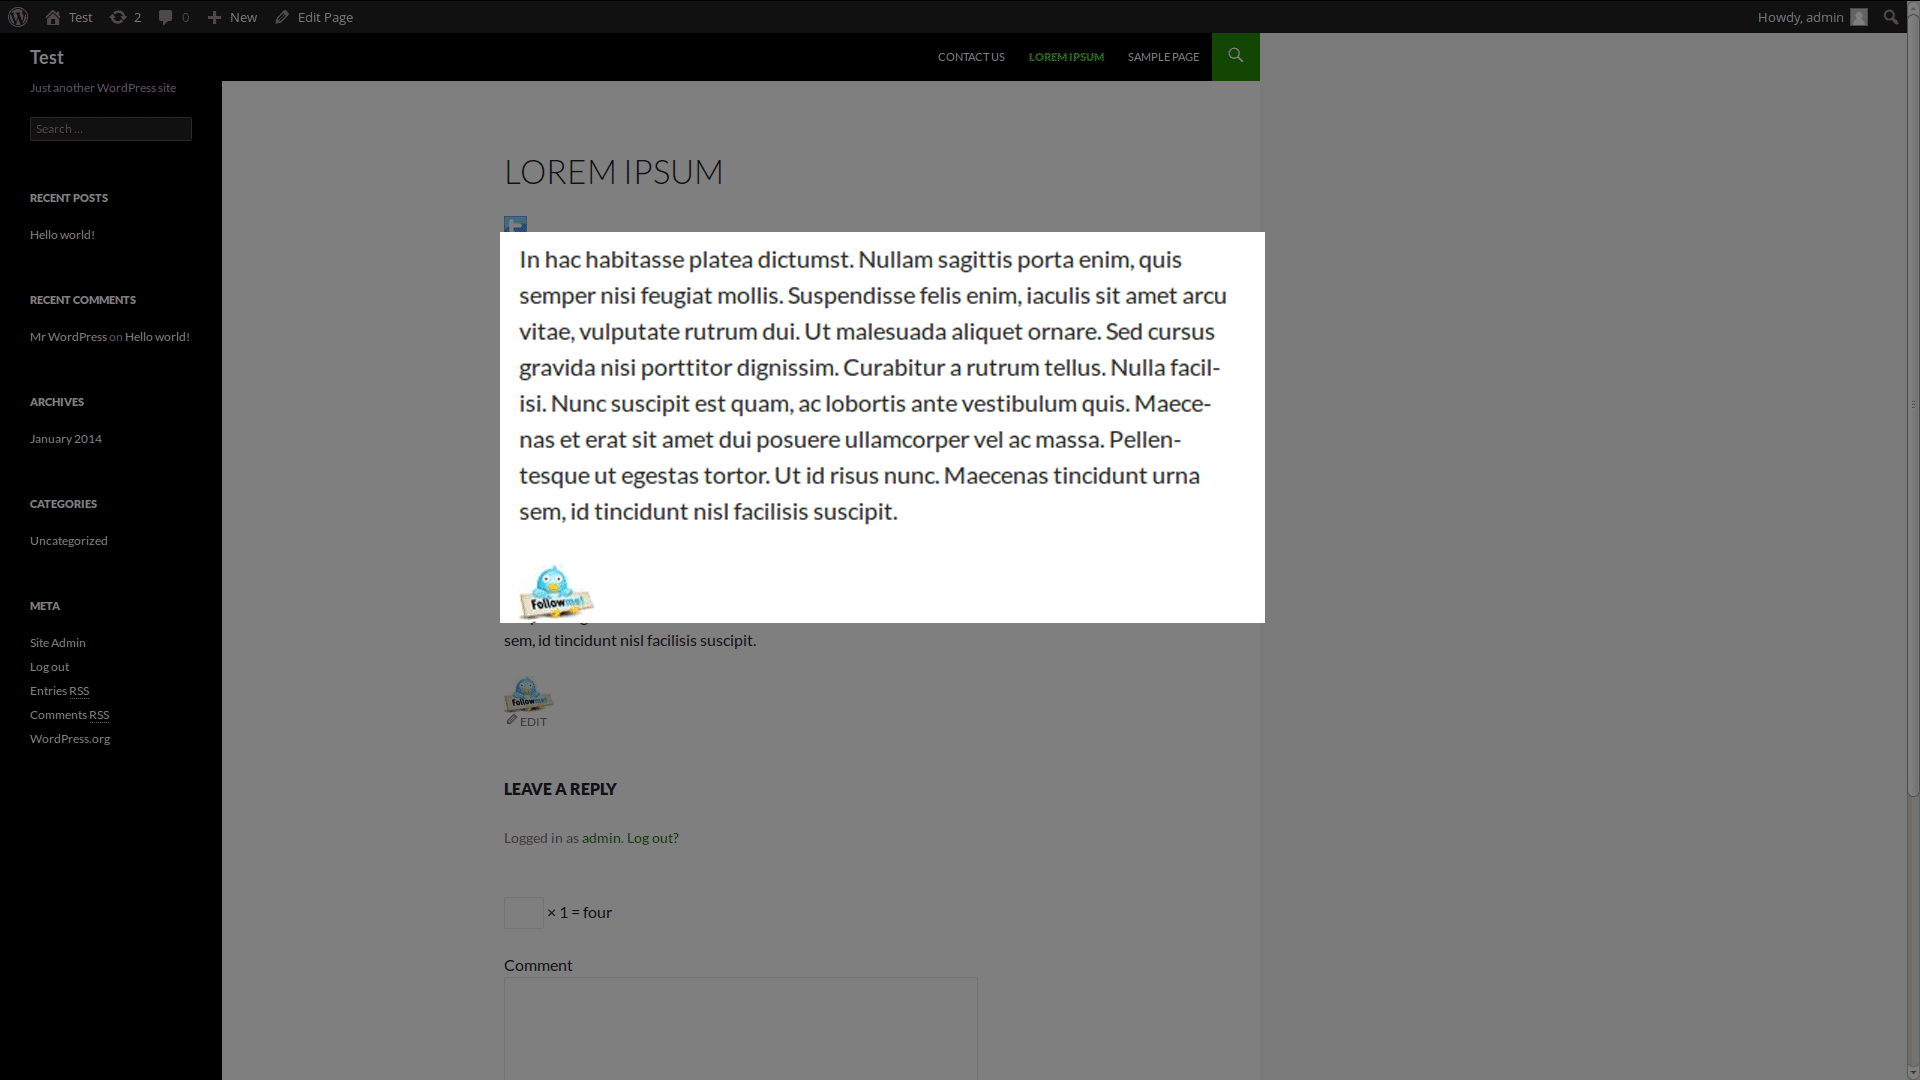 Test
2
0
New
Edit Page
Howdy, admin
Test
Just another WordPress site
Search ...
CONTACT US
LOREM IPSUM
SAMPLE PAGE
RECENT POSTS
Hello world!
RECENT COMMENTS
Mr WordPress on Hello world!
ARCHIVES
January 2014
CATEGORIES
Uncategorized
META
Site Admin
Log out
Entries RSS
Comments RSS
WordPress.org
LOREM IPSUM
In hac habitasse platea dictumst. Nullam sagittis porta enim, quis
semper nisi feugiat mollis. Suspendisse felis enim, iaculis sit amet arcu
vitae, vulputate rutrum dui. Ut malesuada aliquet ornare. Sed cursus
gravida nisi porttitor dignissim. Curabitur a rutrum tellus. Nulla facil-
isi. Nunc suscipit est quam, ac lobortis ante vestibulum quis. Maece-
nas et erat sit amet dui posuere ullamcorper vel ac massa. Pellen-
tesque ut egestas tortor. Ut id risus nunc. Maecenas tincidunt urna
sem, id tincidunt nisl facilisis suscipit.
Follow me!
sem, id tincidunt nisl facilisis suscipit.
Follow me!
EDIT
LEAVE A REPLY
Logged in as admin. Log out?
× 1 = four
Comment